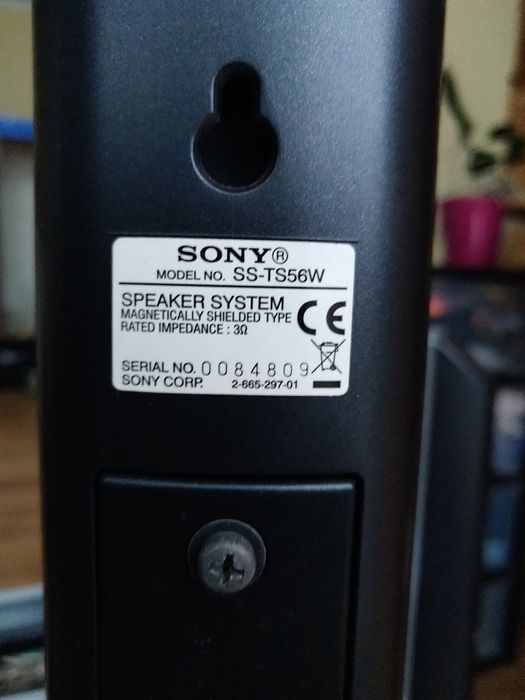 SONY®
MODEL NO. SS-TS56W
SPEAKER SYSTEM
MAGNETICALLY SHIELDED TYPE
RATED IMPEDANCE : 3Ω
CE
SERIAL NO. 0084809
SONY CORP. 2-665-297-01